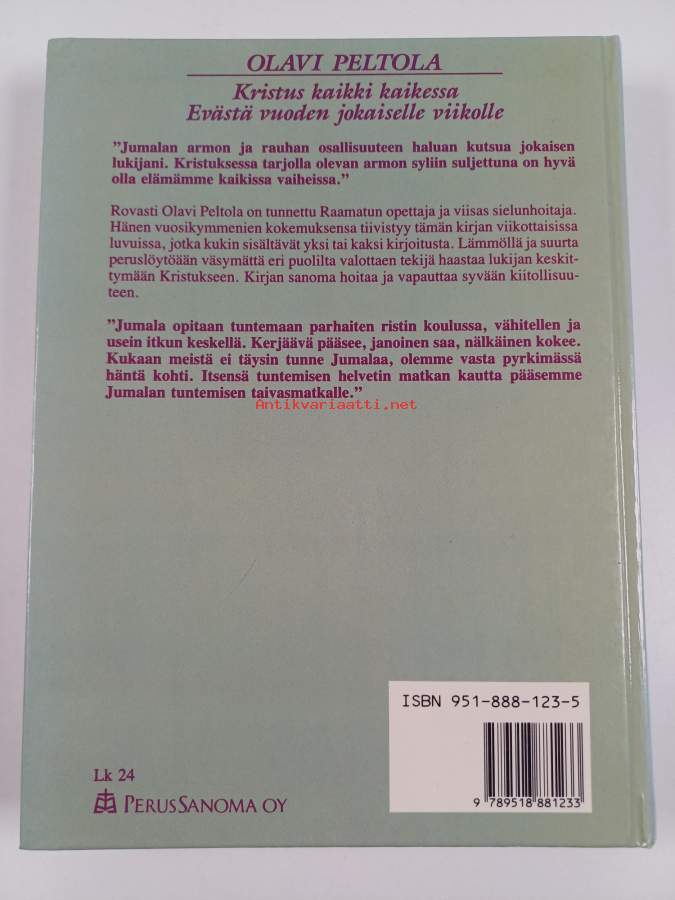 OLAVI PELTOLA
Kristus kaikki kaikessa
Evästä vuoden jokaiselle viikolle
"Jumalan armon ja rauhan osallisuuteen haluan kutsua jokaisen
lukijani. Kristuksessa tarjolla olevan armon syliin suljettuna on hyvä
olla elämämme kaikissa vaiheissa."
Rovasti Olavi Peltola on tunnettu Raamatun opettaja ja viisas sielunhoitaja.
Hänen vuosikymmenien kokemuksensa tiivistyy tämän kirjan viikottaisissa
luvuissa, jotka kukin sisältävät yksi tai kaksi kirjoitusta. Lämmöllä ja suurta
peruslöytöään väsymättä eri puolilta valottaen tekijä haastaa lukijan keskit-
tymään Kristukseen. Kirjan sanoma hoitaa ja vapauttaa syvään kiitollisuu-
teen.
"Jumala opitaan tuntemaan parhaiten ristin koulussa, vähitellen ja
usein itkun keskellä. Kerjäävä pääsee, janoinen saa, nälkäinen kokee.
Kukaan meistä ei täysin tunne Jumalaa, olemme vasta pyrkimässä
häntä kohti. Itsensä tuntemisen helvetin matkan kautta pääsemme
Jumalan tuntemisen taivasmatkalle."
Antikvariaatti.net
ISBN 951-888-123-5
9 789518 881233
Lk 24
PERUSSANOMA OY